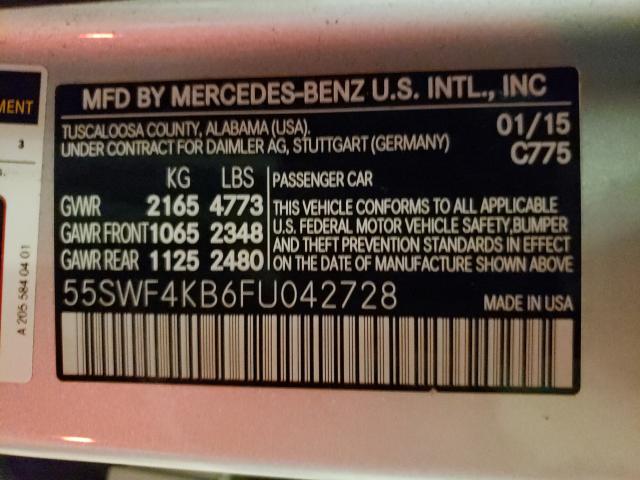 MENT
3
s.
A 205 584 04 01
MFD BY MERCEDES-BENZ U.S. INTL., INC
TUSCALOOSA COUNTY, ALABAMA (USA).
UNDER CONTRACT FOR DAIMLER AG, STUTTGART (GERMANY)
01/15
C775
KG LBS
GVWR 2165 4773
GAWR FRONT 1065 2348
GAWR REAR 1125 2480
PASSENGER CAR
THIS VEHICLE CONFORMS TO ALL APPLICABLE
U.S. FEDERAL MOTOR VEHICLE SAFETY,BUMPER
AND THEFT PREVENTION STANDARDS IN EFFECT
ON THE DATE OF MANUFACTURE SHOWN ABOVE
55SWF4KB6FU042728
MADE IN USA